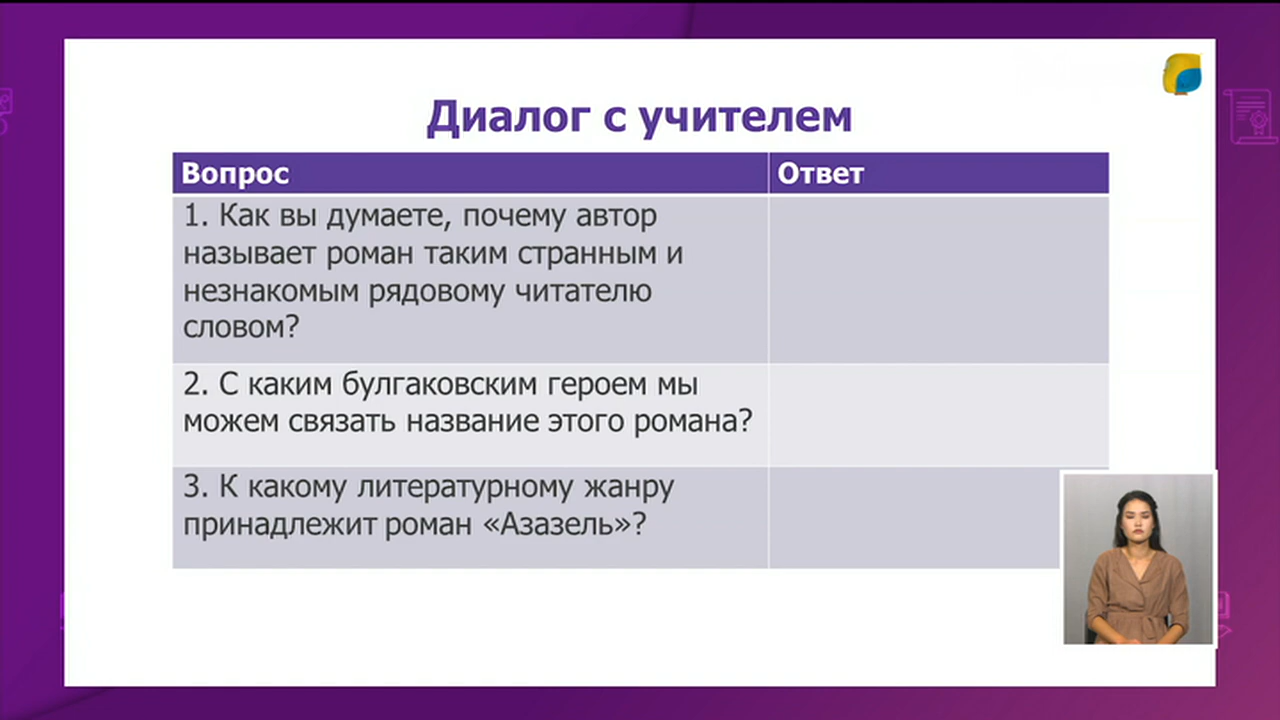 Диалог с учителем
Вопрос
Ответ
1. Как вы думаете, почему автор
называет роман таким странным и
незнакомым рядовому читателю
словом?
2. С каким булгаковским героем мы
можем связать название этого романа?
3. К какому литературному жанру
принадлежит роман «Азазель»?